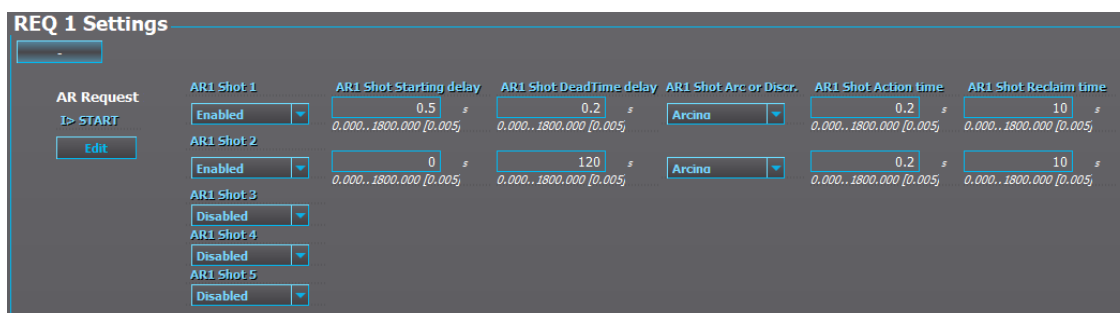 REQ 1 Settings
-
AR Request
I> START
Edit
AR1 Shot 1 AR1 Shot Starting delay AR1 Shot DeadTime delay AR1 Shot Arc or Discr. AR1 Shot Action time AR1 Shot Reclaim time
Enabled 0.5 s 0.2 s Arcing 0.2 s 10 s
0.000..1800.000 [0.005] 0.000..1800.000 [0.005] 0.000..1800.000 [0.005] 0.000..1800.000 [0.005]
AR1 Shot 2
Enabled 0 s 120 s Arcing 0.2 s 10 s
0.000..1800.000 [0.005] 0.000..1800.000 [0.005] 0.000..1800.000 [0.005] 0.000..1800.000 [0.005]
AR1 Shot 3
Disabled
AR1 Shot 4
Disabled
AR1 Shot 5
Disabled